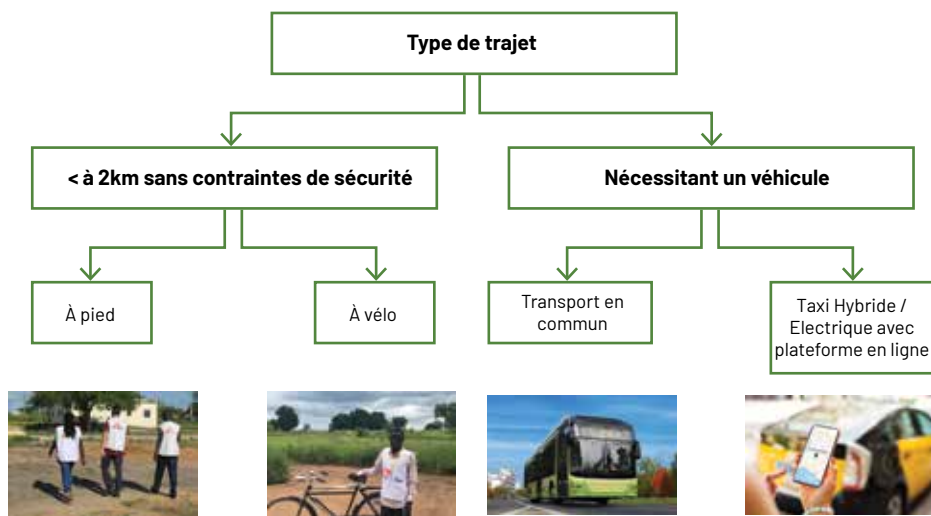 Type de trajet
< à 2km sans contraintes de sécurité
Nécessitant un véhicule
À pied
À vélo
Transport en
commun
Taxi Hybride /
Electrique avec
plateforme en ligne